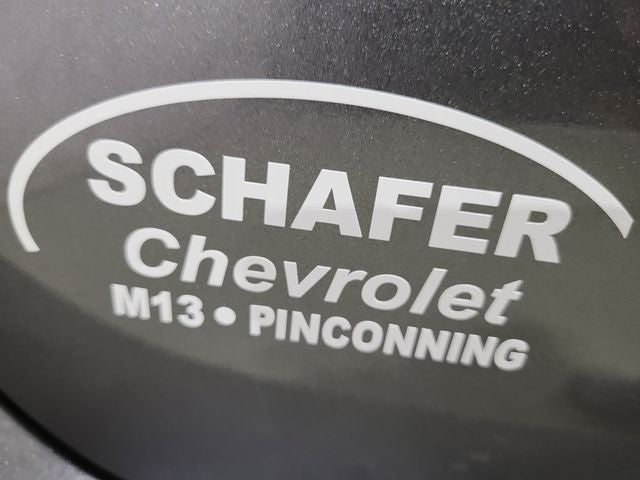 SCHAFER
Chevrolet
M13 • PINCONNING